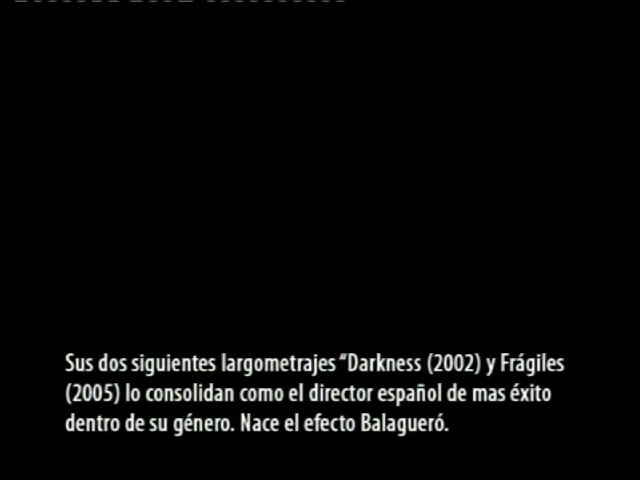 Sus dos siguientes largometrajes “Darkness (2002) y Frágiles
(2005) lo consolidan como el director español de mas éxito
dentro de su género. Nace el efecto Balagueró.